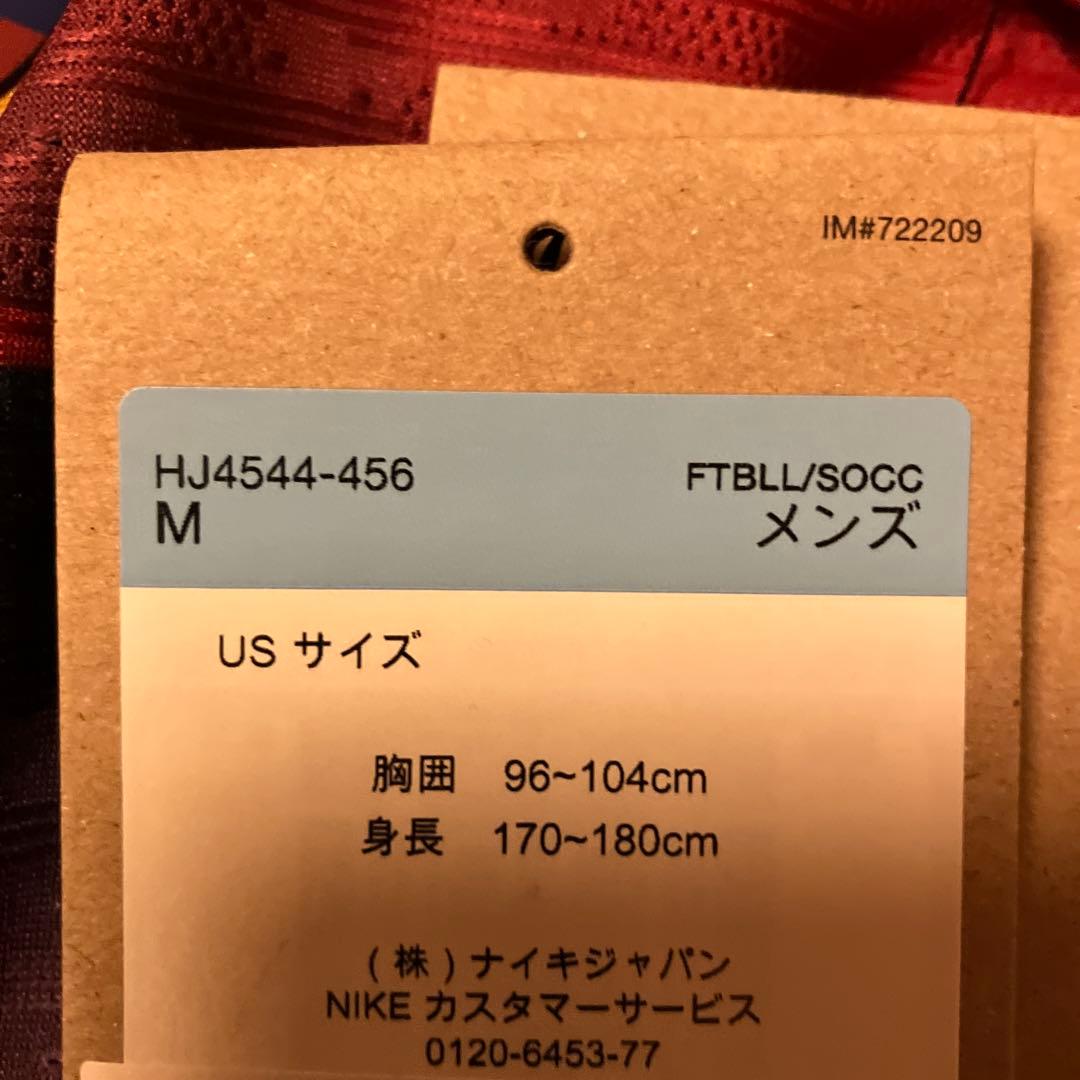 IM#722209
HJ4544-456
FTBLL/SOCC
M
メンズ
US サイズ
胸囲 96~104cm
身長 170~180cm
(株)ナイキジャパン
NIKE カスタマーサービス
0120-6453-77